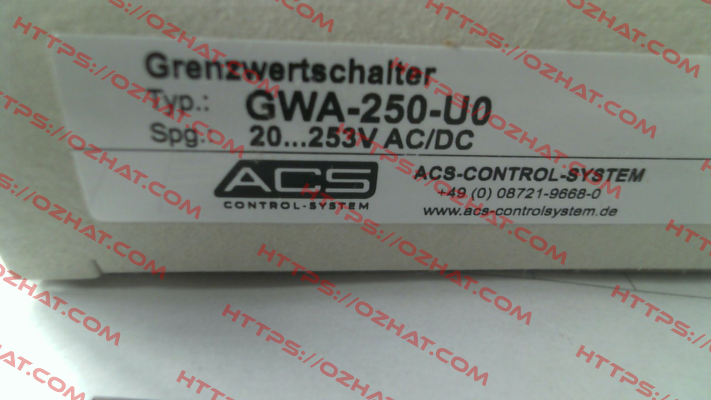 Grenzwertschalter
Typ.: GWA-250-U0
Spg.: 20...253V AC/DC
ACS
CONTROL-SYSTEM
ACS-CONTROL-SYSTEM
+49 (0) 08721-9668-0
www.acs-controlsystem.de
HTTPS://OZHAT.COM